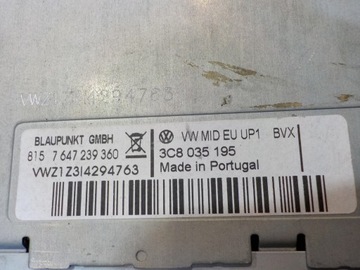 VWZ1Z3I4294763
BLAUPUNKT GMBH
815 7 647 239 360
VWZ1Z3I4294763
VW MID EU UP1 BVX
3C8 035 195
Made in Portugal